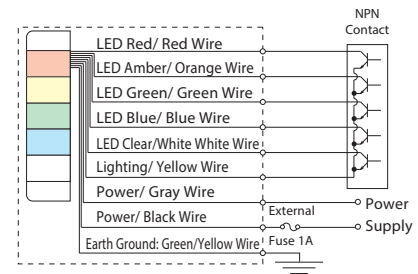 NPN
Contact
LED Red/ Red Wire
LED Amber/ Orange Wire
LED Green/ Green Wire
LED Blue/ Blue Wire
LED Clear/White White Wire
Lighting/ Yellow Wire
Power/ Gray Wire
Power/ Black Wire
Earth Ground: Green/Yellow Wire
External
Fuse 1A
Power
Supply